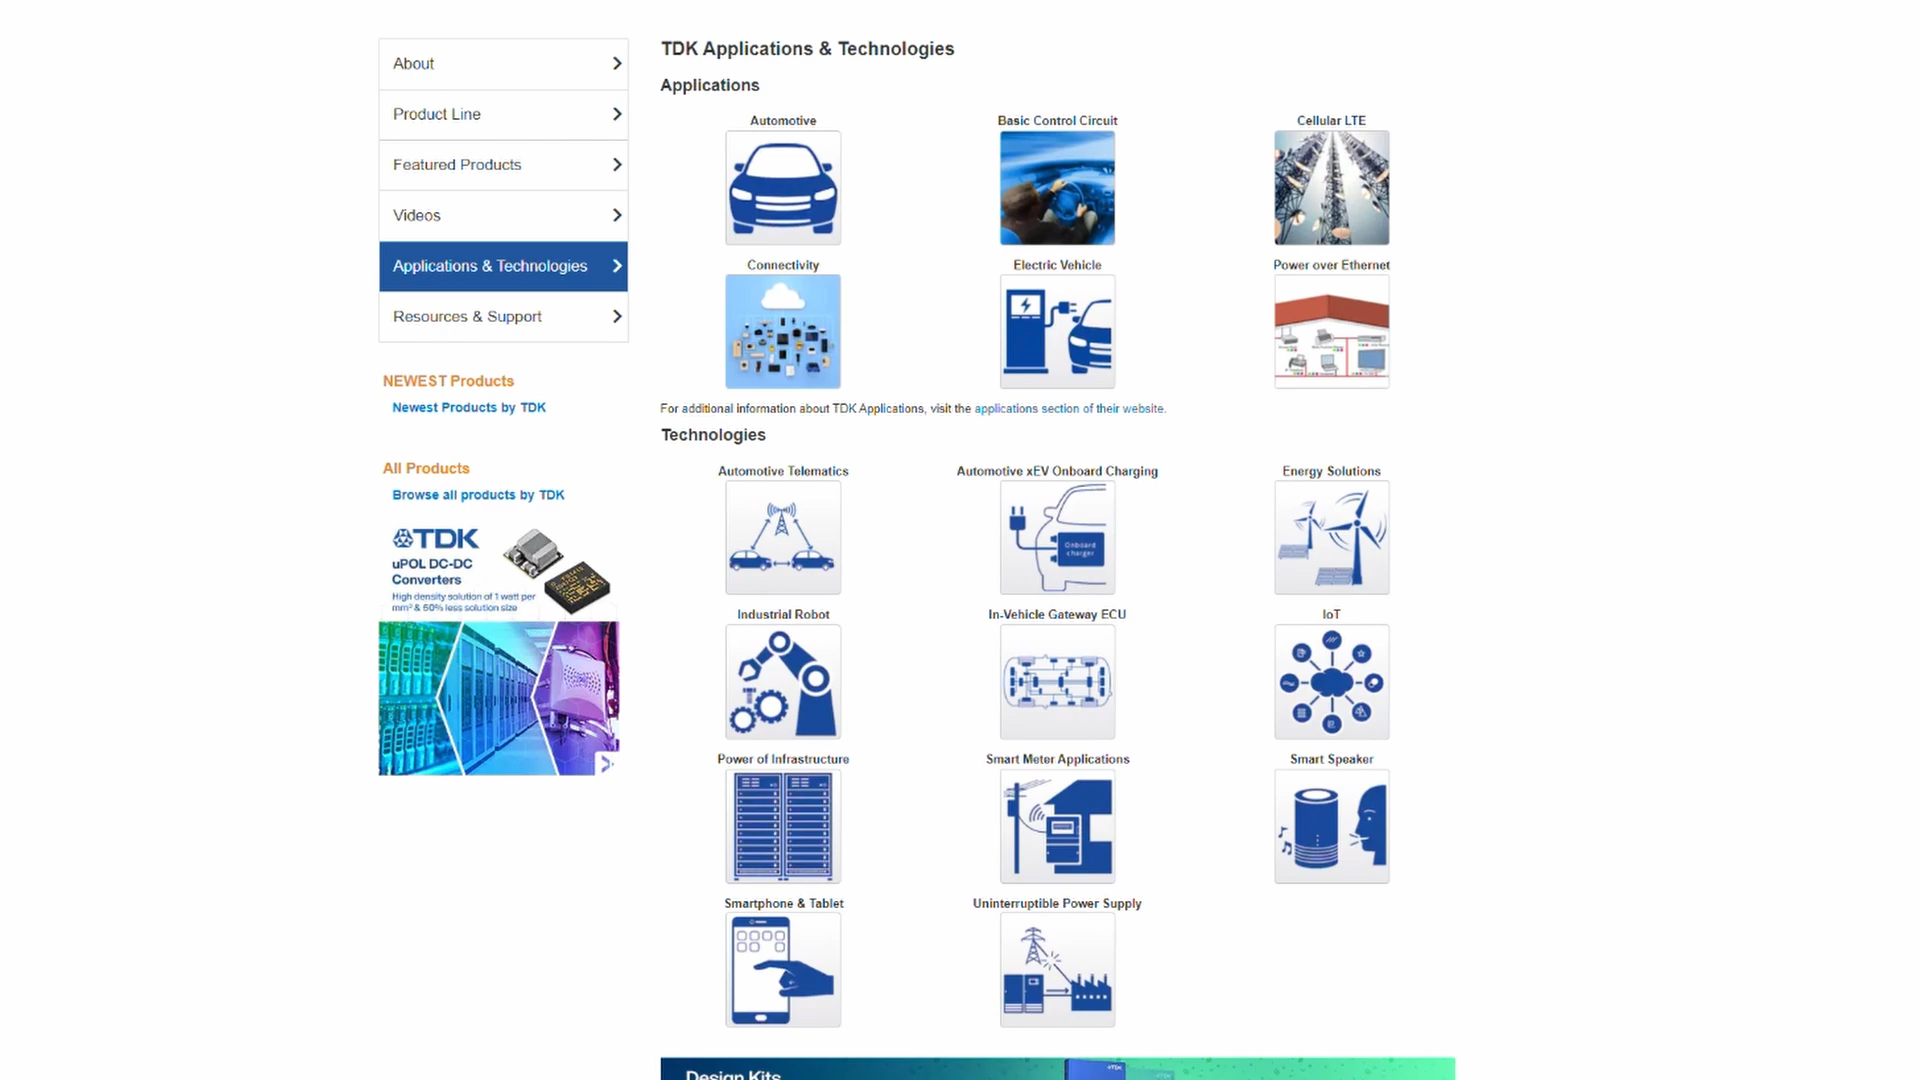 About
Product Line
Featured Products
Videos
Applications & Technologies
Resources & Support
NEWEST Products
Newest Products by TDK
All Products
Browse all products by TDK
TDK
uPOL DC-DC
Converters
High density solution of 1 watt per
mm³ & 50% less solution size
TDK Applications & Technologies
Applications
Automotive
Basic Control Circuit
Cellular LTE
Connectivity
Electric Vehicle
Power over Ethernet
For additional information about TDK Applications, visit the applications section of their website.
Technologies
Automotive Telematics
Automotive xEV Onboard Charging
Energy Solutions
Onboard
charger
Industrial Robot
In-Vehicle Gateway ECU
IoT
Power of Infrastructure
Smart Meter Applications
Smart Speaker
Smartphone & Tablet
Uninterruptible Power Supply
Design Kits